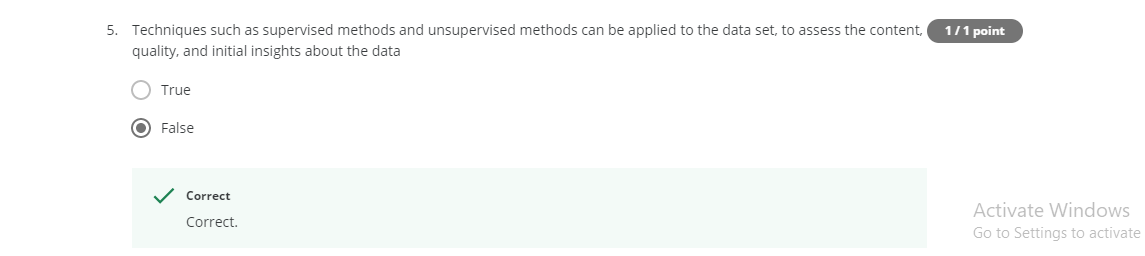 5. Techniques such as supervised methods and unsupervised methods can be applied to the data set, to assess the content, 1 / 1 point
quality, and initial insights about the data
True
False
Correct
Correct.
Activate Windows
Go to Settings to activate